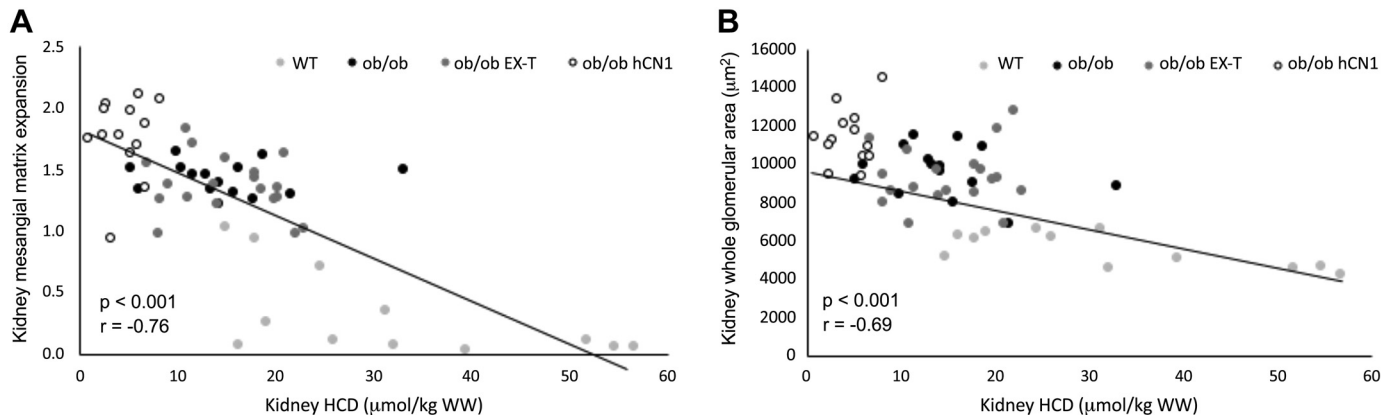 A
Kidney mesangial matrix expansion
2.5
2.0
1.5
1.0
0.5
0.0
WT ob/ob ob/ob EX-T ob/ob hCN1
p < 0.001
r = -0.76
0 10 20 30 40 50 60
Kidney HCD (μmol/kg WW)
B
Kidney whole glomerular area (μm²)
16000
14000
12000
10000
8000
6000
4000
2000
0
WT ob/ob ob/ob EX-T ob/ob hCN1
p < 0.001
r = -0.69
0 10 20 30 40 50 60
Kidney HCD (μmol/kg WW)